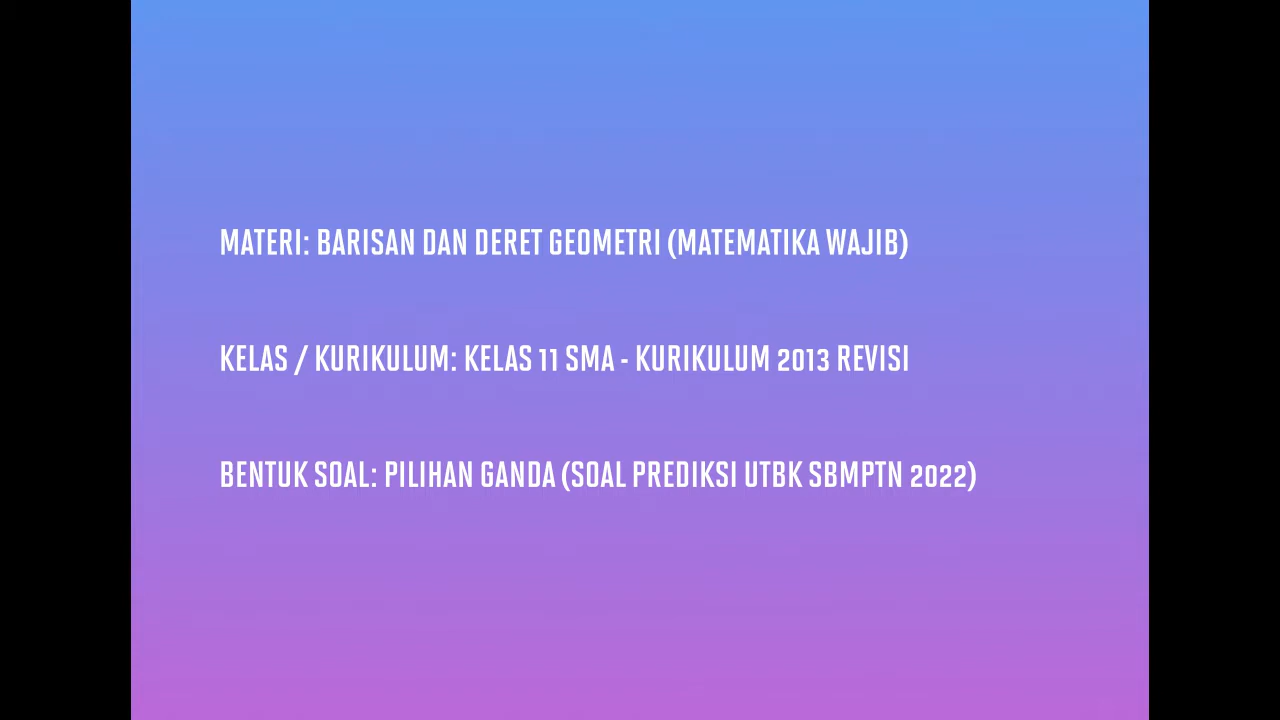 MATERI: BARISAN DAN DERET GEOMETRI (MATEMATIKA WAJIB)
KELAS / KURIKULUM: KELAS 11 SMA - KURIKULUM 2013 REVISI
BENTUK SOAL: PILIHAN GANDA (SOAL PREDIKSI UTBK SBMPTN 2022)